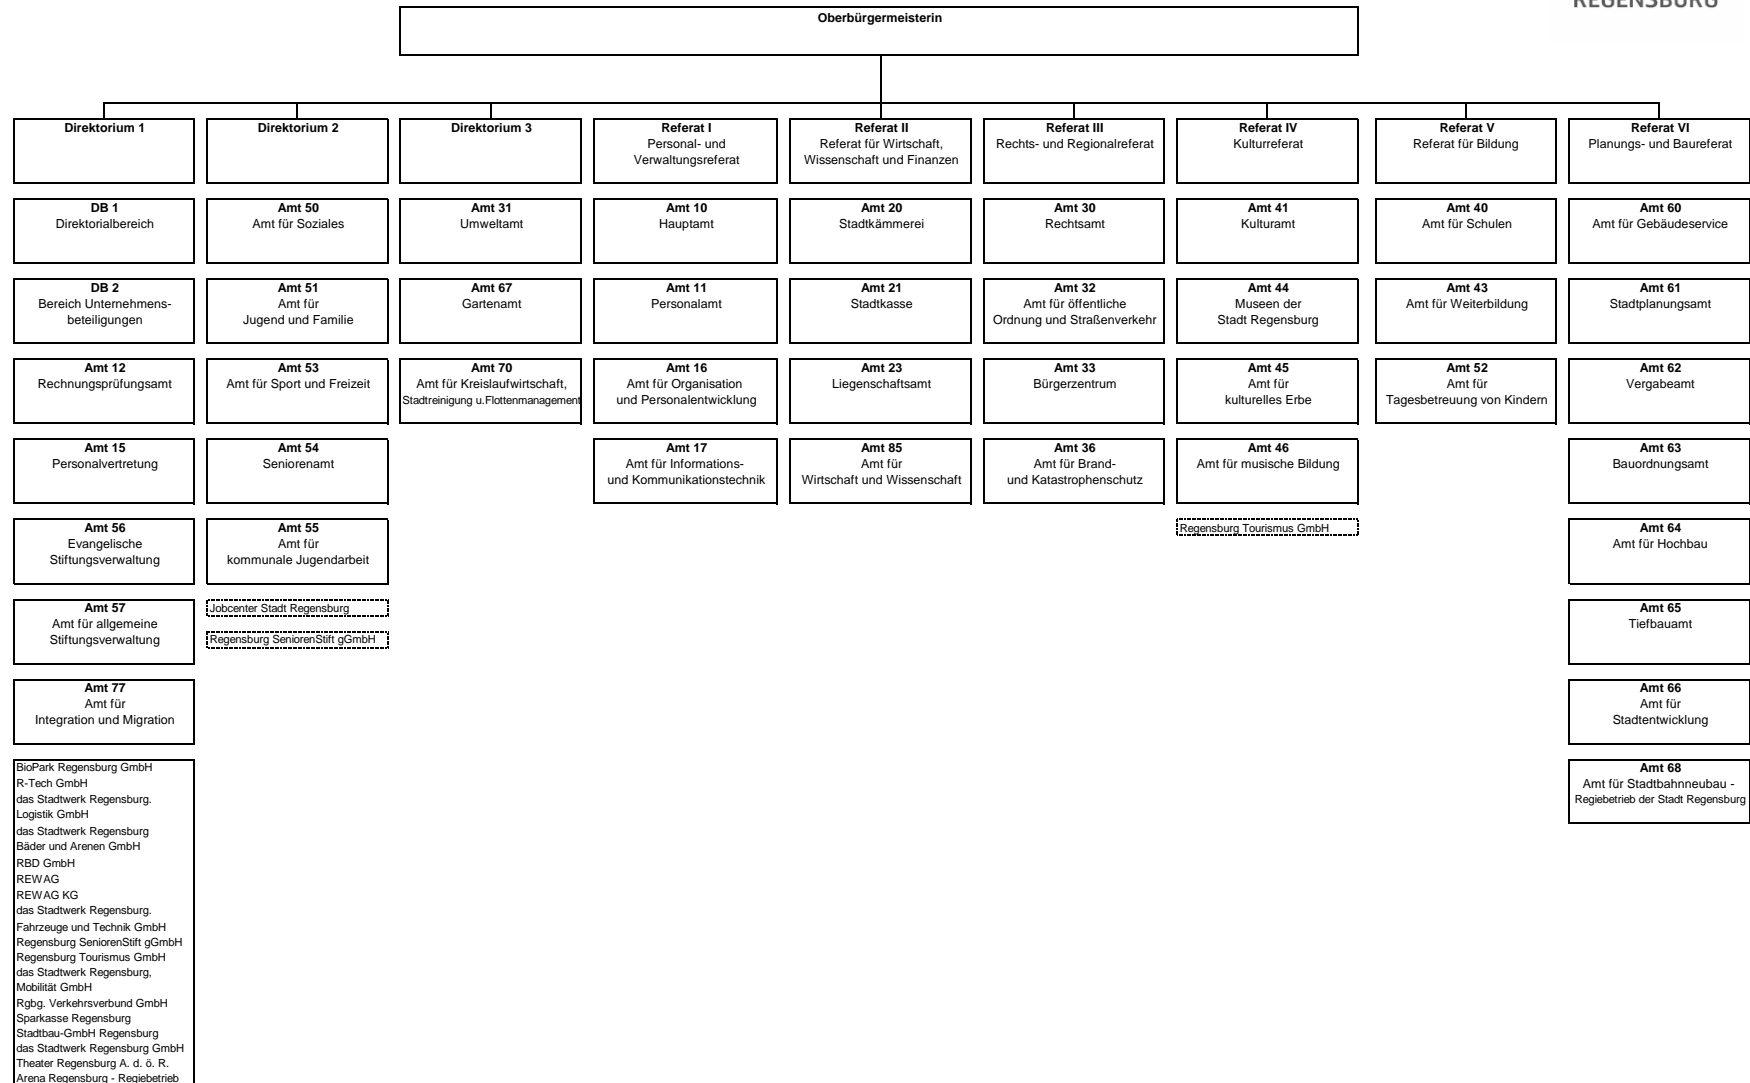 REGENSBURG
Oberbürgermeisterin
Direktorium 1
Direktorium 2
Direktorium 3
Referat I
Personal- und
Verwaltungsreferat
Referat II
Referat für Wirtschaft,
Wissenschaft und Finanzen
Referat III
Rechts- und Regionalreferat
Referat IV
Kulturreferat
Referat V
Referat für Bildung
Referat VI
Planungs- und Baureferat
DB 1
Direktorialbereich
Amt 50
Amt für Soziales
Amt 31
Umweltamt
Amt 10
Hauptamt
Amt 20
Stadtkämmerei
Amt 30
Rechtsamt
Amt 41
Kulturamt
Amt 40
Amt für Schulen
Amt 60
Amt für Gebäudeservice
DB 2
Bereich Unternehmens-
beteiligungen
Amt 51
Amt für
Jugend und Familie
Amt 67
Gartenamt
Amt 11
Personalamt
Amt 21
Stadtkasse
Amt 32
Amt für öffentliche
Ordnung und Straßenverkehr
Amt 44
Museen der
Stadt Regensburg
Amt 43
Amt für Weiterbildung
Amt 61
Stadtplanungsamt
Amt 12
Rechnungsprüfungsamt
Amt 53
Amt für Sport und Freizeit
Amt 70
Amt für Kreislaufwirtschaft,
Stadtreinigung u.Flottenmanagement
Amt 16
Amt für Organisation
und Personalentwicklung
Amt 23
Liegenschaftsamt
Amt 33
Bürgerzentrum
Amt 45
Amt für
kulturelles Erbe
Amt 52
Amt für
Tagesbetreuung von Kindern
Amt 62
Vergabeamt
Amt 15
Personalvertretung
Amt 54
Seniorenamt
Amt 17
Amt für Informations-
und Kommunikationstechnik
Amt 85
Amt für
Wirtschaft und Wissenschaft
Amt 36
Amt für Brand-
und Katastrophenschutz
Amt 46
Amt für musische Bildung
Amt 63
Bauordnungsamt
Amt 56
Evangelische
Stiftungsverwaltung
Amt 55
Amt für
kommunale Jugendarbeit
Regensburg Tourismus GmbH
Amt 64
Amt für Hochbau
Amt 57
Amt für allgemeine
Stiftungsverwaltung
Jobcenter Stadt Regensburg
Regensburg SeniorenStift gGmbH
Amt 65
Tiefbauamt
Amt 77
Amt für
Integration und Migration
Amt 66
Amt für
Stadtentwicklung
BioPark Regensburg GmbH
R-Tech GmbH
das Stadtwerk Regensburg.
Logistik GmbH
das Stadtwerk Regensburg
Bäder und Arenen GmbH
RBD GmbH
REWAG
REWAG KG
das Stadtwerk Regensburg.
Fahrzeuge und Technik GmbH
Regensburg SeniorenStift gGmbH
Regensburg Tourismus GmbH
das Stadtwerk Regensburg,
Mobilität GmbH
Rgbg. Verkehrsverbund GmbH
Sparkasse Regensburg
Stadtbau-GmbH Regensburg
das Stadtwerk Regensburg GmbH
Theater Regensburg A. d. ö. R.
Arena Regensburg - Regiebetrieb
Amt 68
Amt für Stadtbahnneubau -
Regiebetrieb der Stadt Regensburg